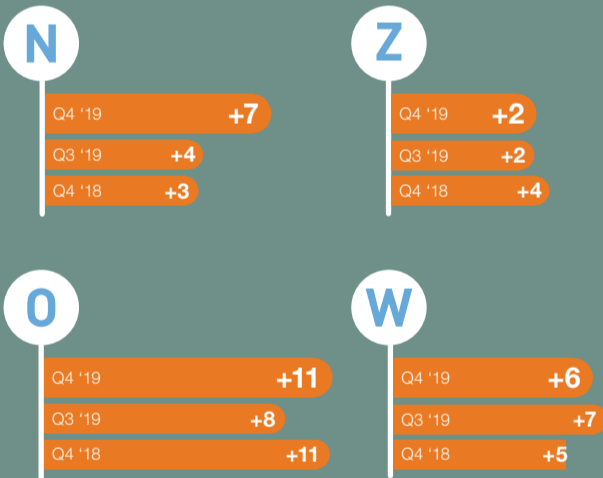 N
Q4 ‘19 +7
Q3 ‘19 +4
Q4 ‘18 +3
Z
Q4 ‘19 +2
Q3 ‘19 +2
Q4 ‘18 +4
O
Q4 ‘19 +11
Q3 ‘19 +8
Q4 ‘18 +11
W
Q4 ‘19 +6
Q3 ‘19 +7
Q4 ‘18 +5